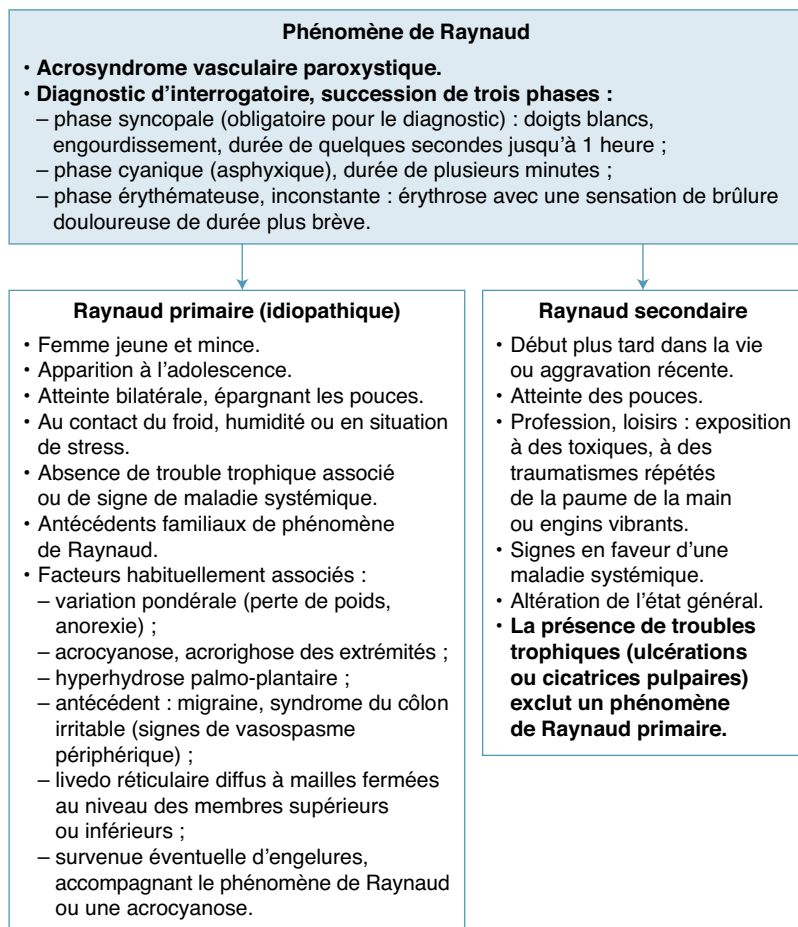 Phénomène de Raynaud
• Acrosyndrome vasculaire paroxystique.
• Diagnostic d'interrogatoire, succession de trois phases :
– phase syncopale (obligatoire pour le diagnostic) : doigts blancs,
engourdissement, durée de quelques secondes jusqu'à 1 heure ;
– phase cyanique (asphyxique), durée de plusieurs minutes ;
– phase érythémateuse, inconstante : érythrose avec une sensation de brûlure
douloureuse de durée plus brève.
Raynaud primaire (idiopathique)
• Femme jeune et mince.
• Apparition à l'adolescence.
• Atteinte bilatérale, épargnant les pouces.
• Au contact du froid, humidité ou en situation
de stress.
• Absence de trouble trophique associé
ou de signe de maladie systémique.
• Antécédents familiaux de phénomène
de Raynaud.
• Facteurs habituellement associés :
– variation pondérale (perte de poids,
anorexie) ;
– acrocyanose, acrorighose des extrémités ;
– hyperhydrose palmo-plantaire ;
– antécédent : migraine, syndrome du côlon
irritable (signes de vasospasme
périphérique) ;
– livedo réticulaire diffus à mailles fermées
au niveau des membres supérieurs
ou inférieurs ;
– survenue éventuelle d'engelures,
accompagnant le phénomène de Raynaud
ou une acrocyanose.
Raynaud secondaire
• Début plus tard dans la vie
ou aggravation récente.
• Atteinte des pouces.
• Profession, loisirs : exposition
à des toxiques, à des
traumatismes répétés
de la paume de la main
ou engins vibrants.
• Signes en faveur d'une
maladie systémique.
• Altération de l'état général.
• La présence de troubles
trophiques (ulcérations
ou cicatrices pulpaires)
exclut un phénomène
de Raynaud primaire.